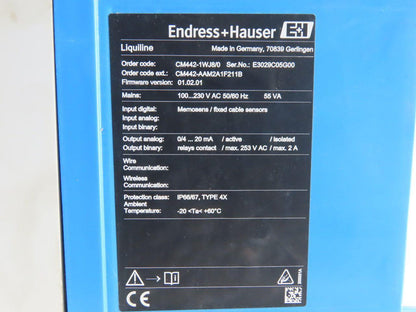 Endress+Hauser EH
Liquiline Made in Germany, 70839 Gerlingen
Order code: CM442-1WJ8/0 Ser.No.: E3029C05G00
Order code ext.: CM442-AAM2A1F211B
Firmware version: 01.02.01
Mains: 100...230 V AC 50/60 Hz 55 VA
Input digital: Memosens / fixed cable sensors
Input analog:
Input binary:
Output analog: 0/4 ... 20 mA / active / isolated
Output binary: relays contact / max. 253 V AC / max. 2 A
Wire
Communication:
Wireless
Communication:
Protection class: IP66/67, TYPE 4X
Ambient
Temperature: -20 <Ta< +60°C
CE